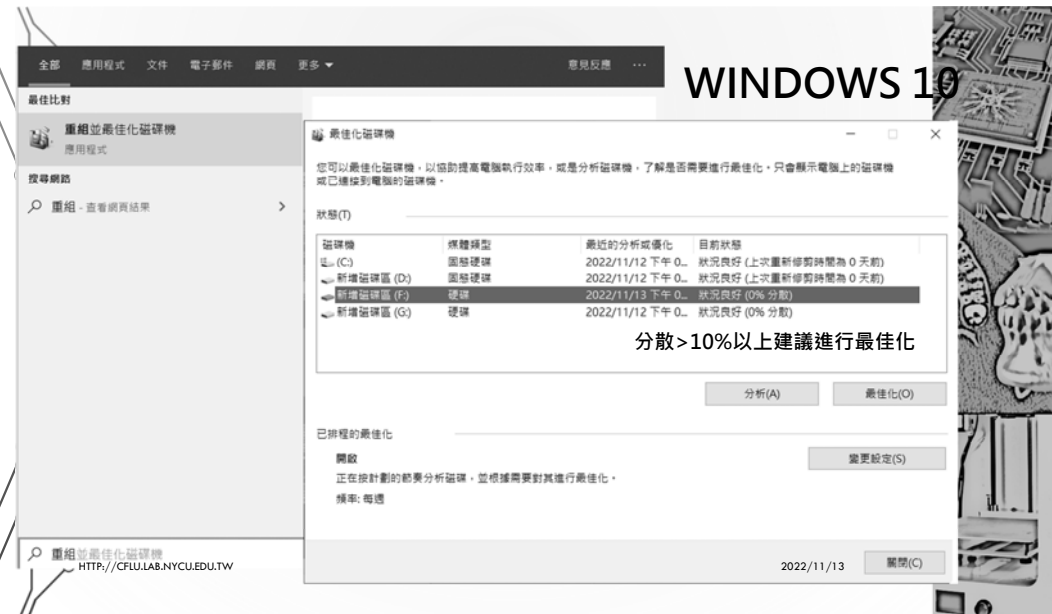 WINDOWS 10
全部 應用程式 文件 電子郵件 網頁 更多 意見反應 ...
最佳比對
重組並最佳化磁碟機
應用程式
搜尋網路
重組 - 查看網頁結果
最佳化磁碟機
您可以最佳化磁碟機，以協助提高電腦執行效率，或是分析磁碟機，了解是否需要進行最佳化。只會顯示電腦上的磁碟機
或已連接到電腦的磁碟機。
狀態(T)
磁碟機 媒體類型 最近的分析或優化 目前狀態
(C:) 固態硬碟 2022/11/12 下午 0... 狀況良好 (上次重新修剪時間為 0 天前)
新增磁碟區 (D:) 固態硬碟 2022/11/12 下午 0... 狀況良好 (上次重新修剪時間為 0 天前)
新增磁碟區 (F:) 硬碟 2022/11/13 下午 0... 狀況良好 (0% 分散)
新增磁碟區 (G:) 硬碟 2022/11/12 下午 0... 狀況良好 (0% 分散)
分散>10%以上建議進行最佳化
分析(A) 最佳化(O)
已排程的最佳化
開啟
正在按計劃的節奏分析磁碟，並根據需要對其進行最佳化。
頻率: 每週
變更設定(S)
重組並最佳化磁碟機
HTTP://CFLU.LAB.NYCU.EDU.TW
2022/11/13
關閉(C)